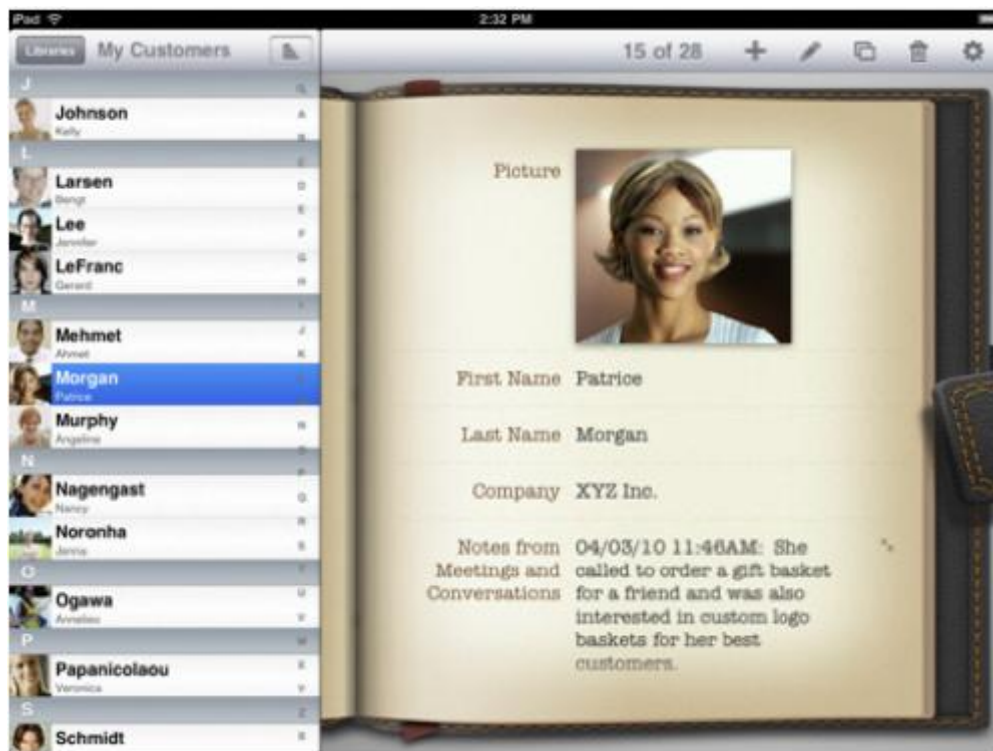 iPad
2:32 PM
Libraries
My Customers
15 of 28
J
Johnson
Kelly
L
Larsen
Bengt
Lee
Jennifer
LeFranc
Gerard
M
Mehmet
Ahmet
Morgan
Patrice
Murphy
Angelina
N
Nagengast
Nancy
Noronha
Jenna
O
Ogawa
P
Papanicolaou
Veronica
S
Schmidt
Picture
First Name Patrice
Last Name Morgan
Company XYZ Inc.
Notes from 04/03/10 11:46AM: She
Meetings and called to order a gift basket
Conversations for a friend and was also
interested in custom logo
baskets for her best
customers.